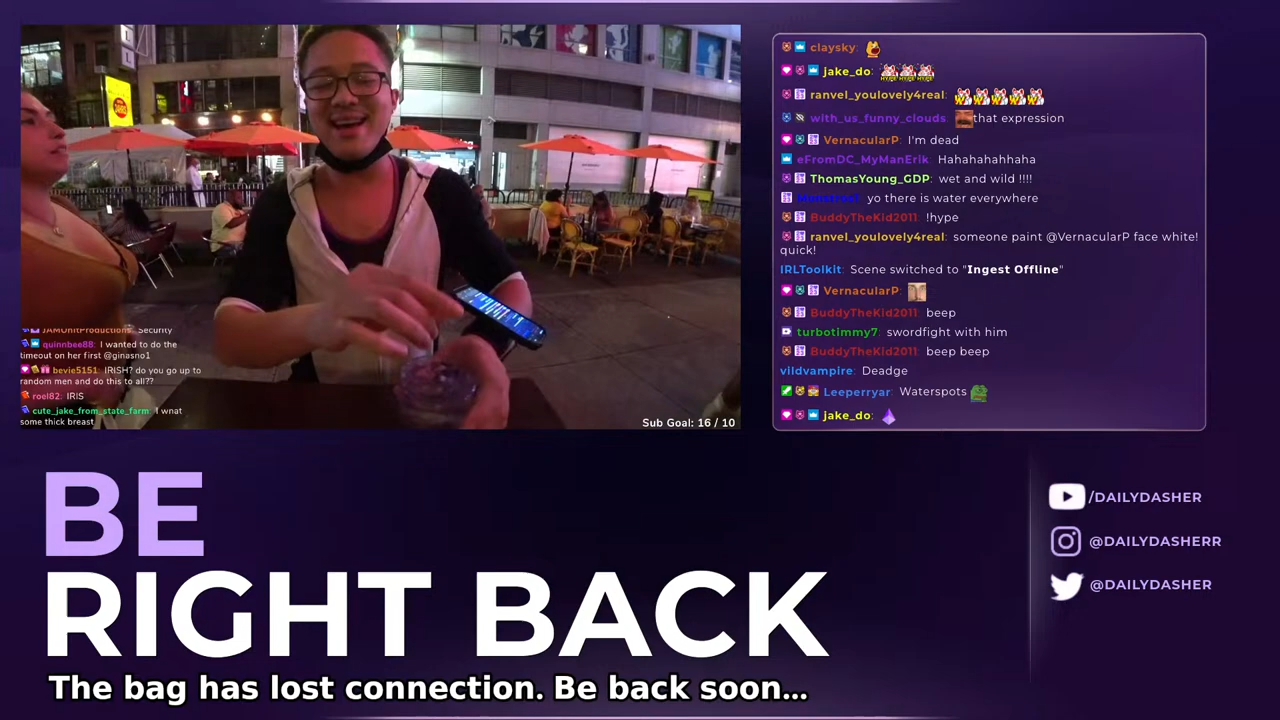 JAMUnitProductions: Security
quinnbee88: I wanted to do the
timeout on her first @ginasno1
bevie5151: IRISH? do you go up to
random men and do this to all??
roel82: IRIS
cute_jake_from_state_farm: I wnat
some thick breast
Sub Goal: 16 / 10
claysky:
jake_do:
ranvel_youlovely4real:
with_us_funny_clouds: that expression
VernacularP: I'm dead
eFromDC_MyManErik: Hahahahahhaha
ThomasYoung_GDP: wet and wild !!!!
yo there is water everywhere
BuddyTheKid2011: !hype
ranvel_youlovely4real: someone paint @VernacularP face white!
quick!
IRLToolkit: Scene switched to "Ingest Offline"
VernacularP:
BuddyTheKid2011: beep
turbotimmy7: swordfight with him
BuddyTheKid2011: beep beep
vildvampire: Deadge
Leeperryjar: Waterspots
jake_do:
BE
RIGHT BACK
The bag has lost connection. Be back soon...
/DAILYDASHER
@DAILYDASHERR
@DAILYDASHER